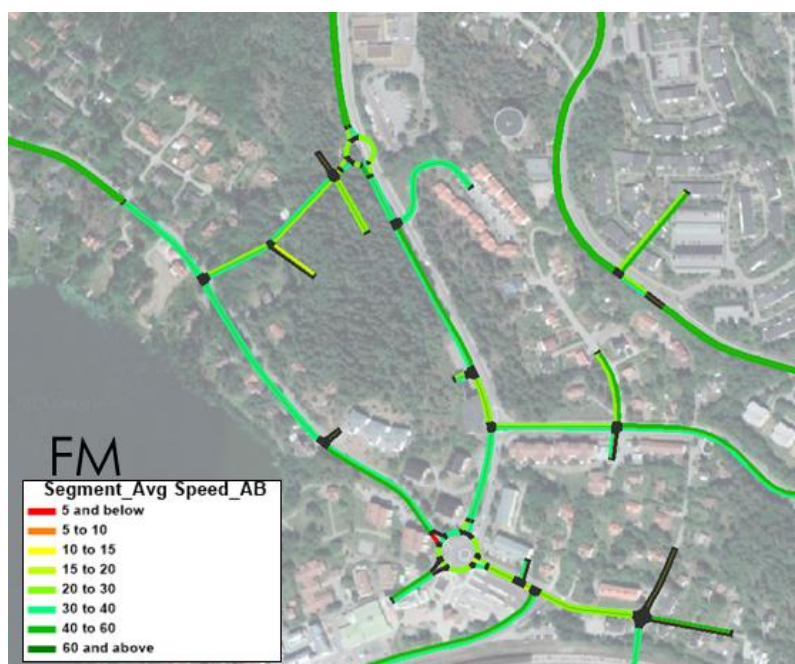 FM
Segment_Avg Speed_AB
5 and below
5 to 10
10 to 15
15 to 20
20 to 30
30 to 40
40 to 60
60 and above